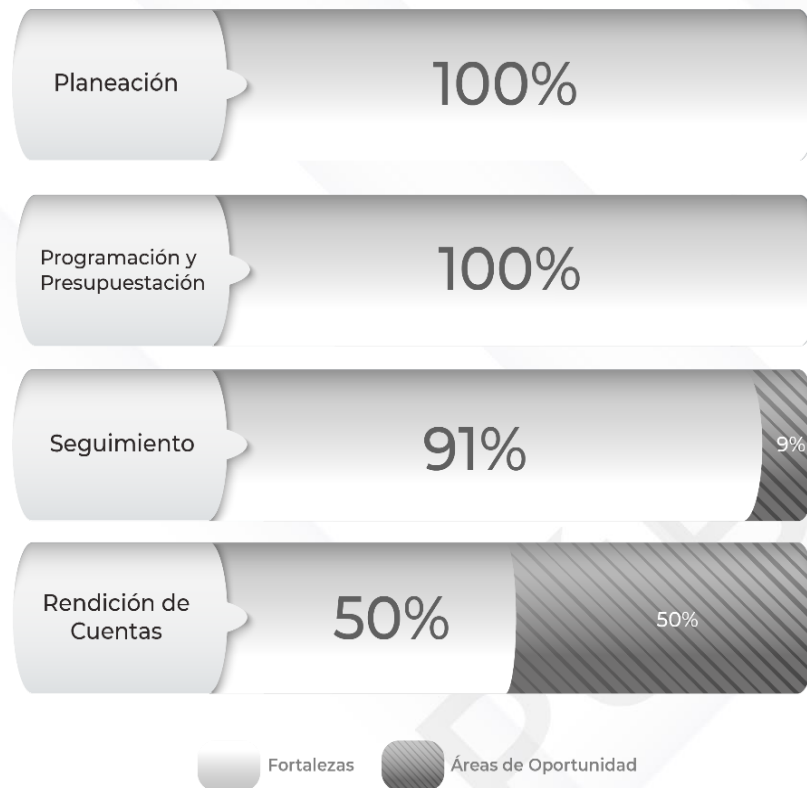 Planeación
100%
Programación y
Presupuestación
100%
Seguimiento
91%
9%
Rendición de
Cuentas
50%
50%
Fortalezas
Áreas de Oportunidad